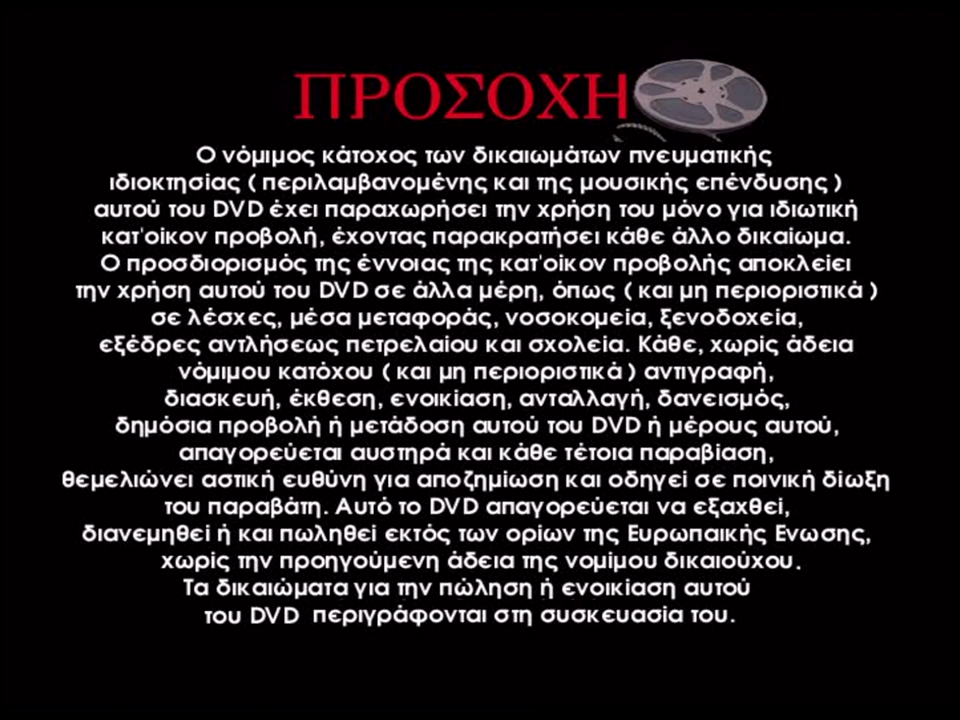 ΠΡΟΣΟΧΗ
Ο νόμιμος κάτοχος των δικαιωμάτων πνευματικής
ιδιοκτησίας ( περιλαμβανομένης και της μουσικής επένδυσης )
αυτού του DVD έχει παραχωρήσει την χρήση του μόνο για ιδιωτική
κατ'οίκον προβολή, έχοντας παρακρατήσει κάθε άλλο δικαίωμα.
Ο προσδιορισμός της έννοιας της κατ'οίκον προβολής αποκλείει
την χρήση αυτού του DVD σε άλλα μέρη, όπως ( και μη περιοριστικά )
σε λέσχες, μέσα μεταφοράς, νοσοκομεία, ξενοδοχεία,
εξέδρες αντλήσεως πετρελαίου και σχολεία. Κάθε, χωρίς άδεια
νόμιμου κατόχου ( και μη περιοριστικά ) αντιγραφή,
διασκευή, έκθεση, ενοικίαση, ανταλλαγή, δανεισμός,
δημόσια προβολή ή μετάδοση αυτού του DVD ή μέρους αυτού,
απαγορεύεται αυστηρά και κάθε τέτοια παραβίαση,
θεμελιώνει αστική ευθύνη για αποζημίωση και οδηγεί σε ποινική δίωξη
του παραβάτη. Αυτό το DVD απαγορεύεται να εξαχθεί,
διανεμηθεί ή και πωληθεί εκτός των ορίων της Ευρωπαικής Ενωσης,
χωρίς την προηγούμενη άδεια της νομίμου δικαιούχου.
Τα δικαιώματα για την πώληση ή ενοικίαση αυτού
του DVD περιγράφονται στη συσκευασία του.